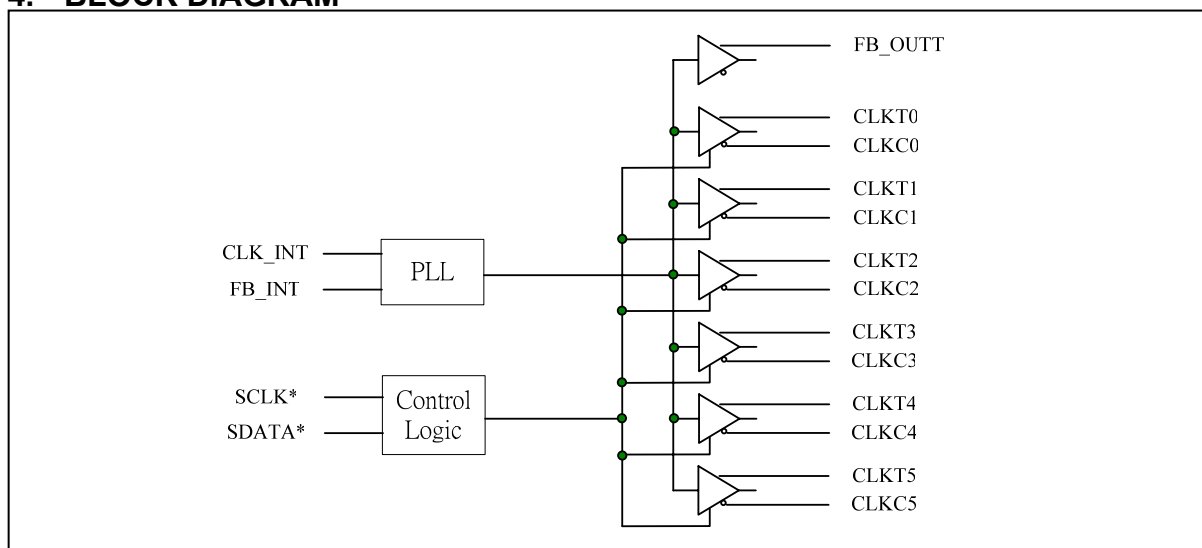 4. BLOCK DIAGRAM
FB_OUTT
CLKT0
CLKC0
CLKT1
CLKC1
CLK_INT
PLL
FB_INT
CLKT2
CLKC2
CLKT3
CLKC3
SCLK*
Control
Logic
SDATA*
CLKT4
CLKC4
CLKT5
CLKC5